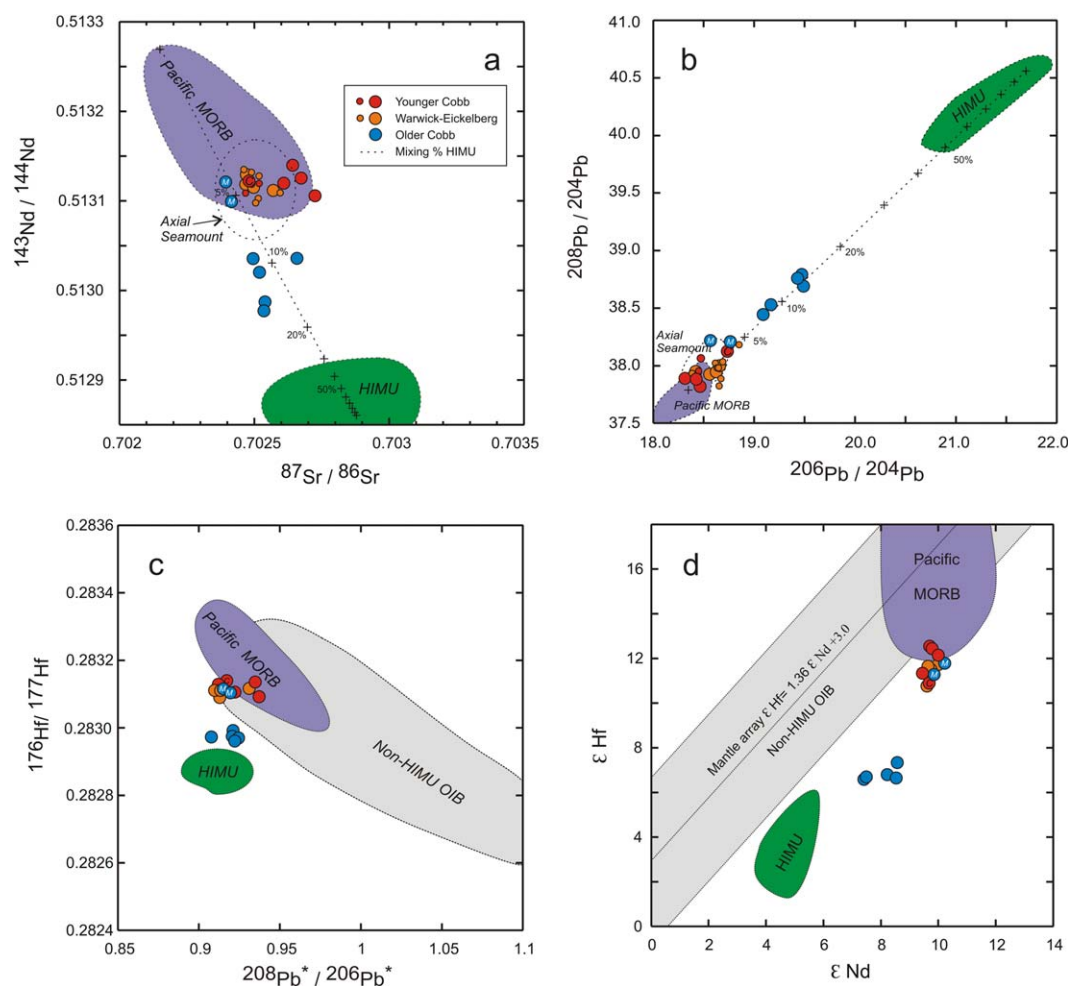 a
0.5133
0.5132
0.5131
0.5130
0.5129
143Nd / 144Nd
Pacific MORB
Younger Cobb
Warwick-Eickelberg
Older Cobb
Mixing % HIMU
M
5%
M
Axial
Seamount
10%
20%
50%
HIMU
0.702
0.7025
0.703
0.7035
87Sr / 86Sr
b
41.0
40.5
40.0
39.5
39.0
38.5
38.0
37.5
208Pb / 204Pb
HIMU
50%
20%
10%
5%
M
M
Axial
Seamount
Pacific MORB
18.0
19.0
20.0
21.0
22.0
206Pb / 204Pb
c
0.2836
0.2834
0.2832
0.2830
0.2828
0.2826
0.2824
176Hf/ 177Hf
Pacific MORB
M
M
HIMU
Non-HIMU OIB
0.85
0.9
0.95
1
1.05
1.1
208Pb* / 206Pb*
d
16
12
8
4
0
ε Hf
Pacific
MORB
Mantle array ε Hf= 1.36 ε Nd +3.0
Non-HIMU OIB
M
M
HIMU
0
2
4
6
8
10
12
14
ε Nd